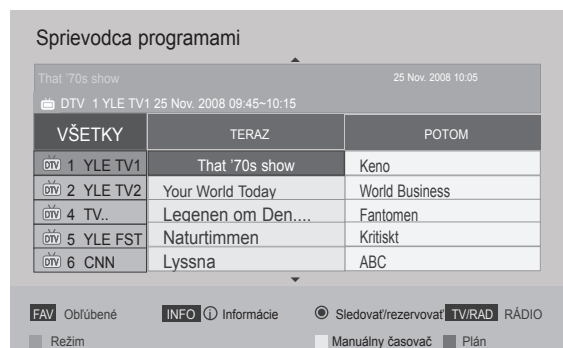 Sprievodca programami
That '70s show 25 Nov. 2008 10:05
DTV 1 YLE TV1 25 Nov. 2008 09:45~10:15
VŠETKY TERAZ POTOM
DTV 1 YLE TV1 That '70s show Keno
DTV 2 YLE TV2 Your World Today World Business
DTV 4 TV.. Legenen om Den.... Fantomen
DTV 5 YLE FST Naturtimmen Kritiskt
DTV 6 CNN Lyssna ABC
FAV Obľúbené INFO i Informácie Sledovať/rezervovať TV/RAD RÁDIO
Režim Manuálny časovač Plán